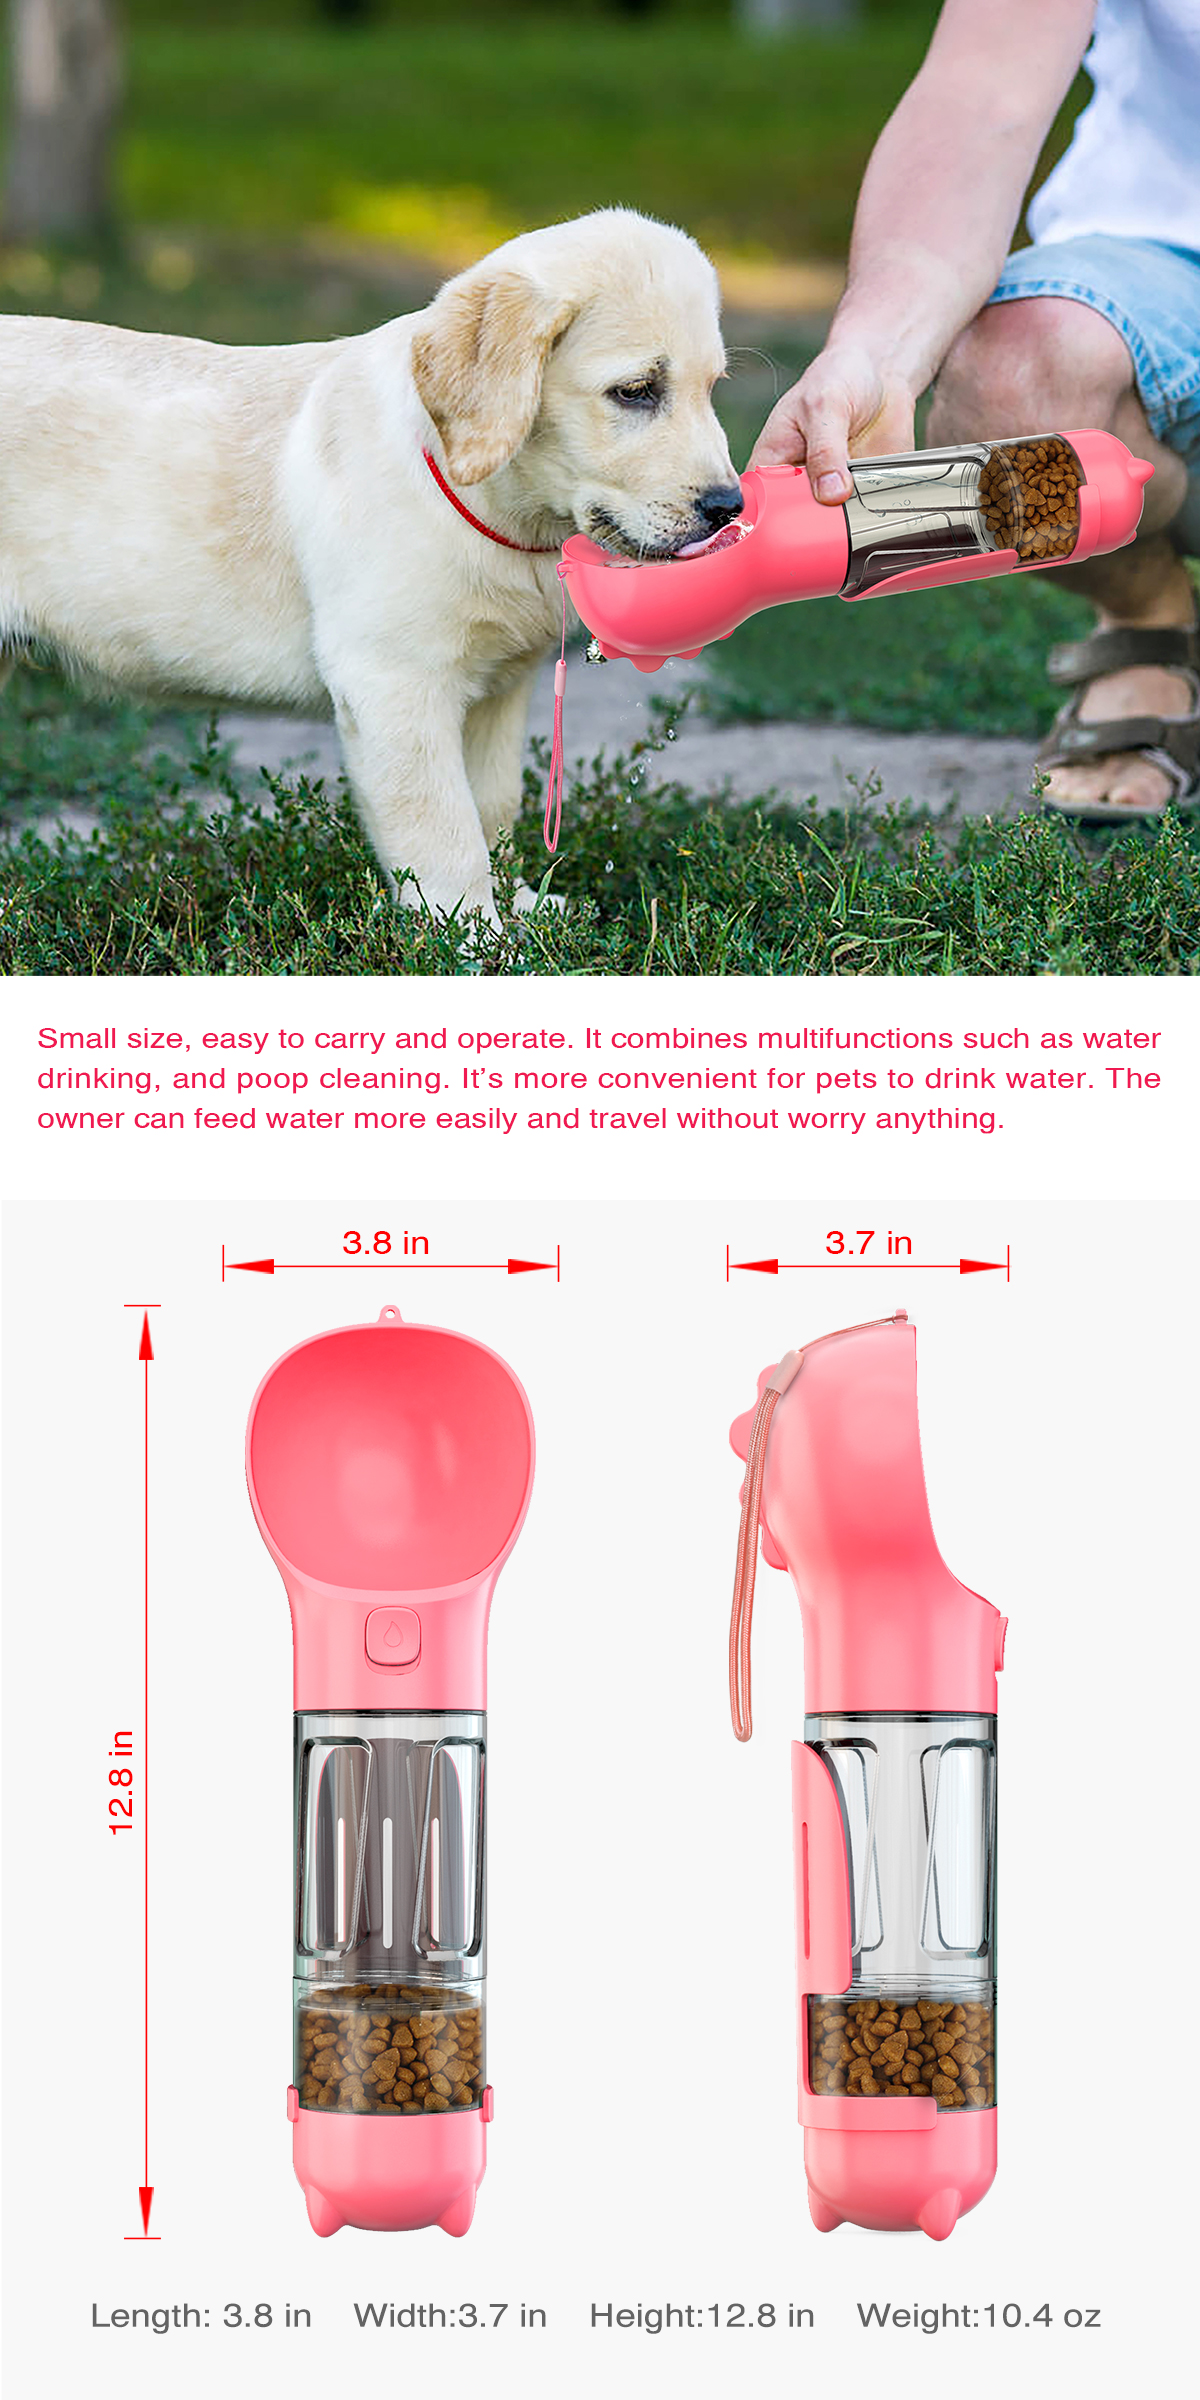 Small size, easy to carry and operate. It combines multifunctions such as water
drinking, and poop cleaning. It’s more convenient for pets to drink water. The
owner can feed water more easily and travel without worry anything.
3.8 in
3.7 in
12.8 in
Length: 3.8 in Width:3.7 in Height:12.8 in Weight:10.4 oz